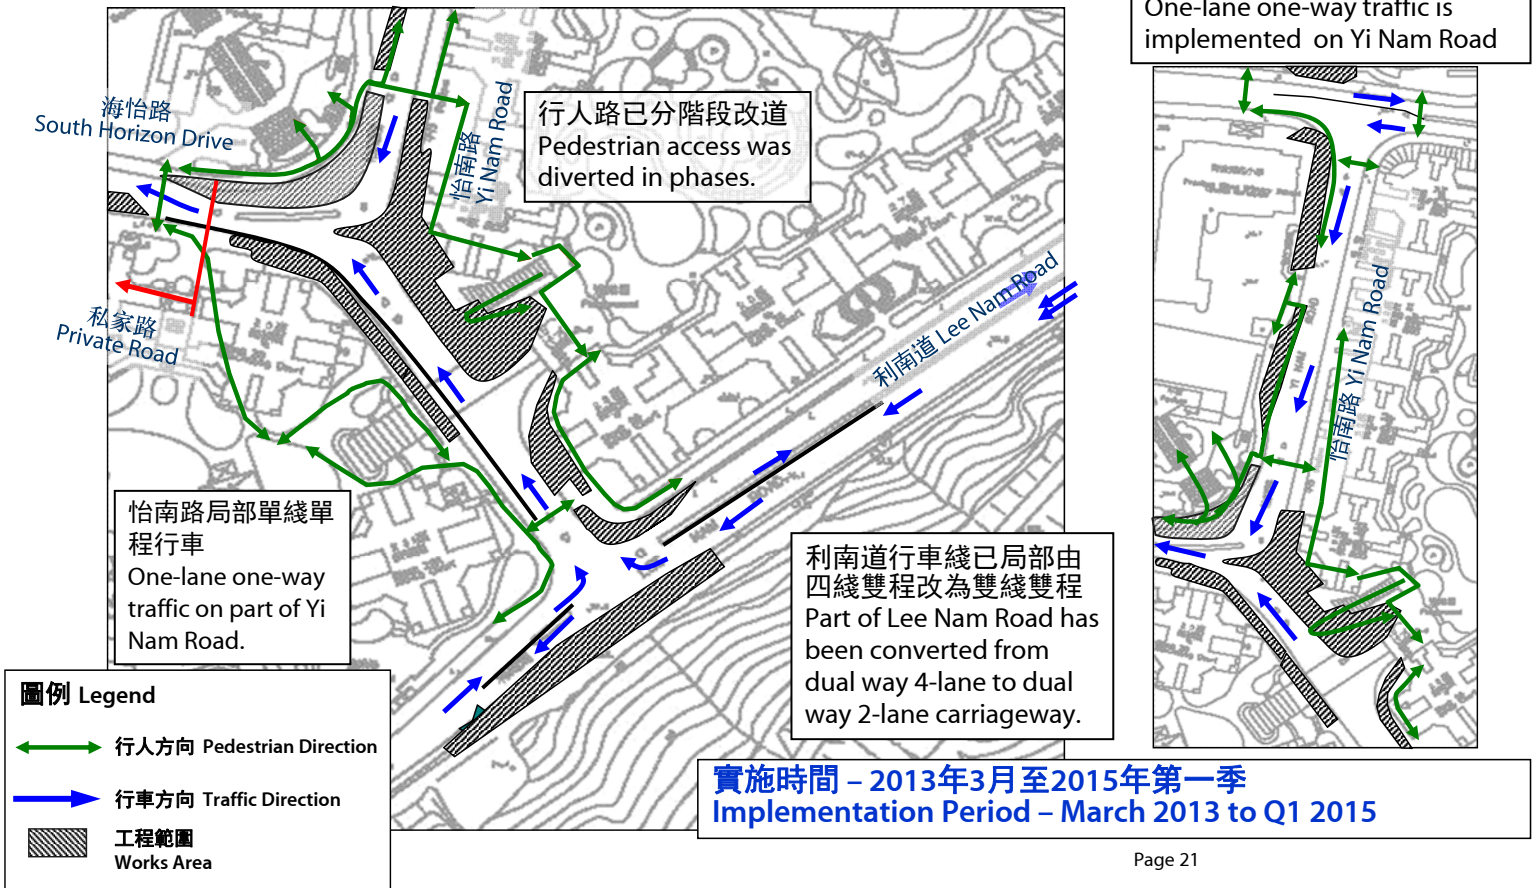 One-lane one-way traffic is
implemented on Yi Nam Road
海怡路
South Horizon Drive
怡南路
Yi Nam Road
行人路已分階段改道
Pedestrian access was
diverted in phases.
私家路
Private Road
利南道 Lee Nam Road
怡南路 Yi Nam Road
怡南路局部單綫單
程行車
One-lane one-way
traffic on part of Yi
Nam Road.
利南道行車綫已局部由
四綫雙程改為雙綫雙程
Part of Lee Nam Road has
been converted from
dual way 4-lane to dual
way 2-lane carriageway.
圖例 Legend
行人方向 Pedestrian Direction
行車方向 Traffic Direction
工程範圍
Works Area
實施時間 – 2013年3月至2015年第一季
Implementation Period – March 2013 to Q1 2015
Page 21